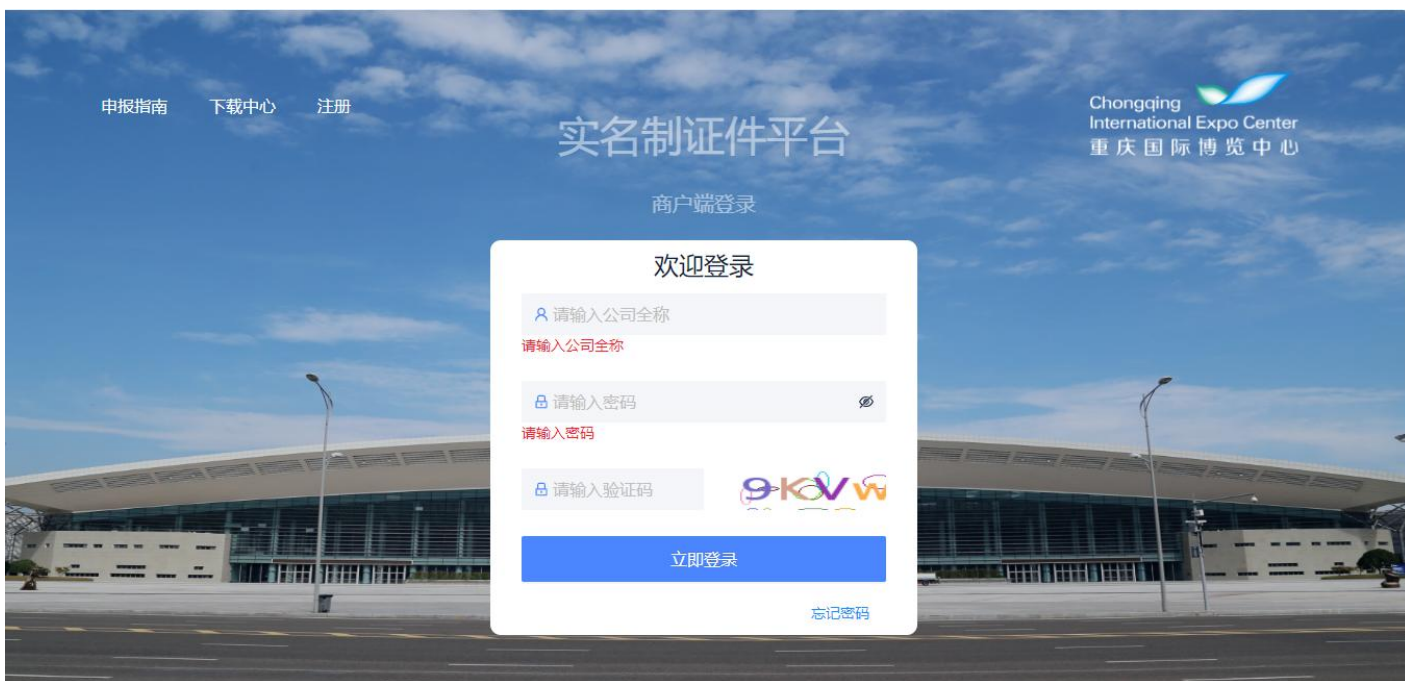 申报指南 下载中心 注册
实名制证件平台
Chongqing
International Expo Center
重庆国际博览中心
商户端登录
欢迎登录
请输入公司全称
请输入公司全称
请输入密码
请输入密码
请输入验证码
立即登录
忘记密码